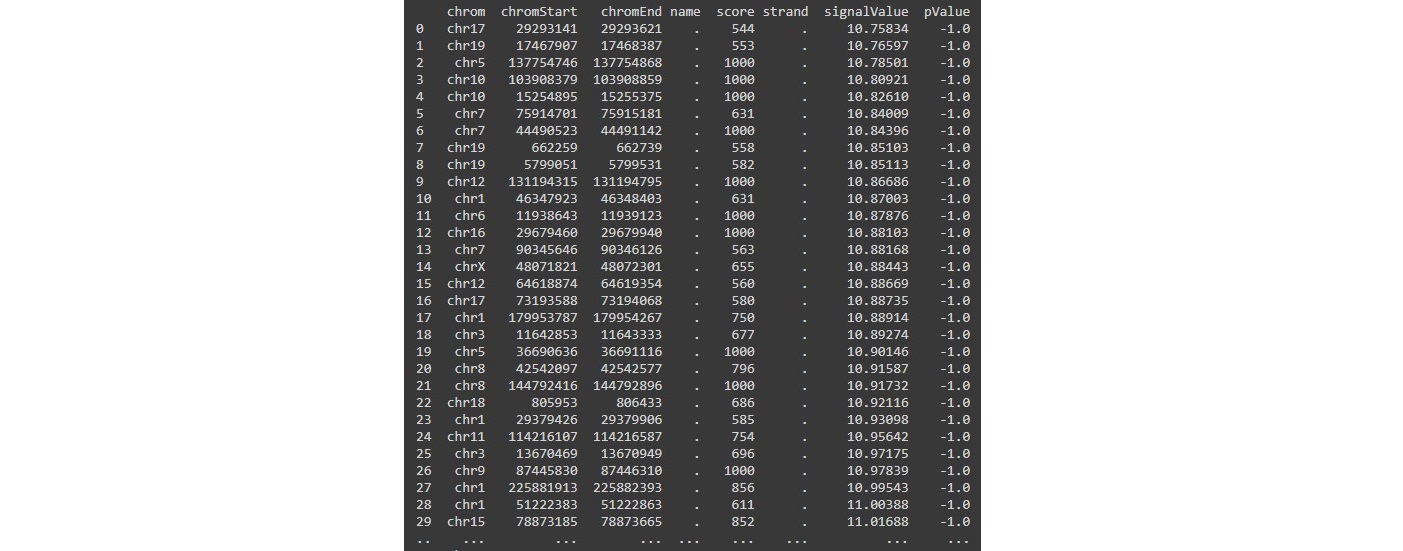 chrom chromStart chromEnd name score strand signalValue pValue
0 chr17 29293141 29293621 . 544 . 10.75834 -1.0
1 chr19 17467907 17468387 . 553 . 10.76597 -1.0
2 chr5 137754746 137754868 . 1000 . 10.78501 -1.0
3 chr10 103908379 103908859 . 1000 . 10.80921 -1.0
4 chr10 15254895 15255375 . 1000 . 10.82610 -1.0
5 chr7 75914701 75915181 . 631 . 10.84009 -1.0
6 chr7 44490523 44491142 . 1000 . 10.84396 -1.0
7 chr19 662259 662739 . 558 . 10.85103 -1.0
8 chr19 5799051 5799531 . 582 . 10.85113 -1.0
9 chr12 131194315 131194795 . 1000 . 10.86686 -1.0
10 chr1 46347923 46348403 . 631 . 10.87003 -1.0
11 chr6 11938643 11939123 . 1000 . 10.87876 -1.0
12 chr16 29679460 29679940 . 1000 . 10.88103 -1.0
13 chr7 90345646 90346126 . 563 . 10.88168 -1.0
14 chrX 48071821 48072301 . 655 . 10.88443 -1.0
15 chr12 64618874 64619354 . 560 . 10.88669 -1.0
16 chr17 73193588 73194068 . 580 . 10.88735 -1.0
17 chr1 179953787 179954267 . 750 . 10.88914 -1.0
18 chr3 11642853 11643333 . 677 . 10.89274 -1.0
19 chr5 36690636 36691116 . 1000 . 10.90146 -1.0
20 chr8 42542097 42542577 . 796 . 10.91587 -1.0
21 chr8 144792416 144792896 . 1000 . 10.91732 -1.0
22 chr18 805953 806433 . 686 . 10.92116 -1.0
23 chr1 29379426 29379906 . 585 . 10.93098 -1.0
24 chr11 114216107 114216587 . 754 . 10.95642 -1.0
25 chr3 13670469 13670949 . 696 . 10.97175 -1.0
26 chr9 87445830 87446310 . 1000 . 10.97839 -1.0
27 chr1 225881913 225882393 . 856 . 10.99543 -1.0
28 chr1 51222383 51222863 . 611 . 11.00388 -1.0
29 chr15 78873185 78873665 . 852 . 11.01688 -1.0
.. ... ... ... ... ... ... ... ...